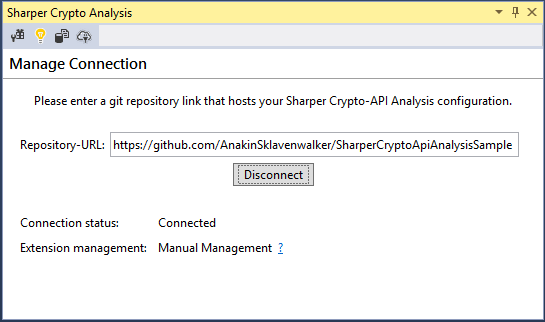 Sharper Crypto Analysis
Manage Connection
Please enter a git repository link that hosts your Sharper Crypto-API Analysis configuration.
Repository-URL: https://github.com/AnakinSklavenwalker/SharperCryptoApiAnalysisSample
Disconnect
Connection status: Connected
Extension management: Manual Management ?